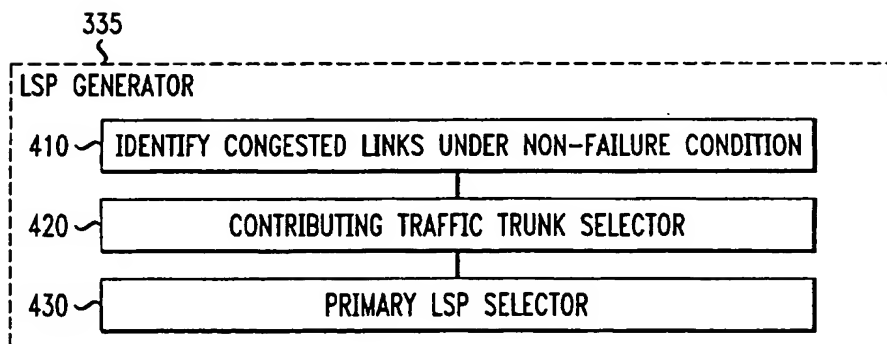 335
LSP GENERATOR
410 IDENTIFY CONGESTED LINKS UNDER NON-FAILURE CONDITION
420 CONTRIBUTING TRAFFIC TRUNK SELECTOR
430 PRIMARY LSP SELECTOR